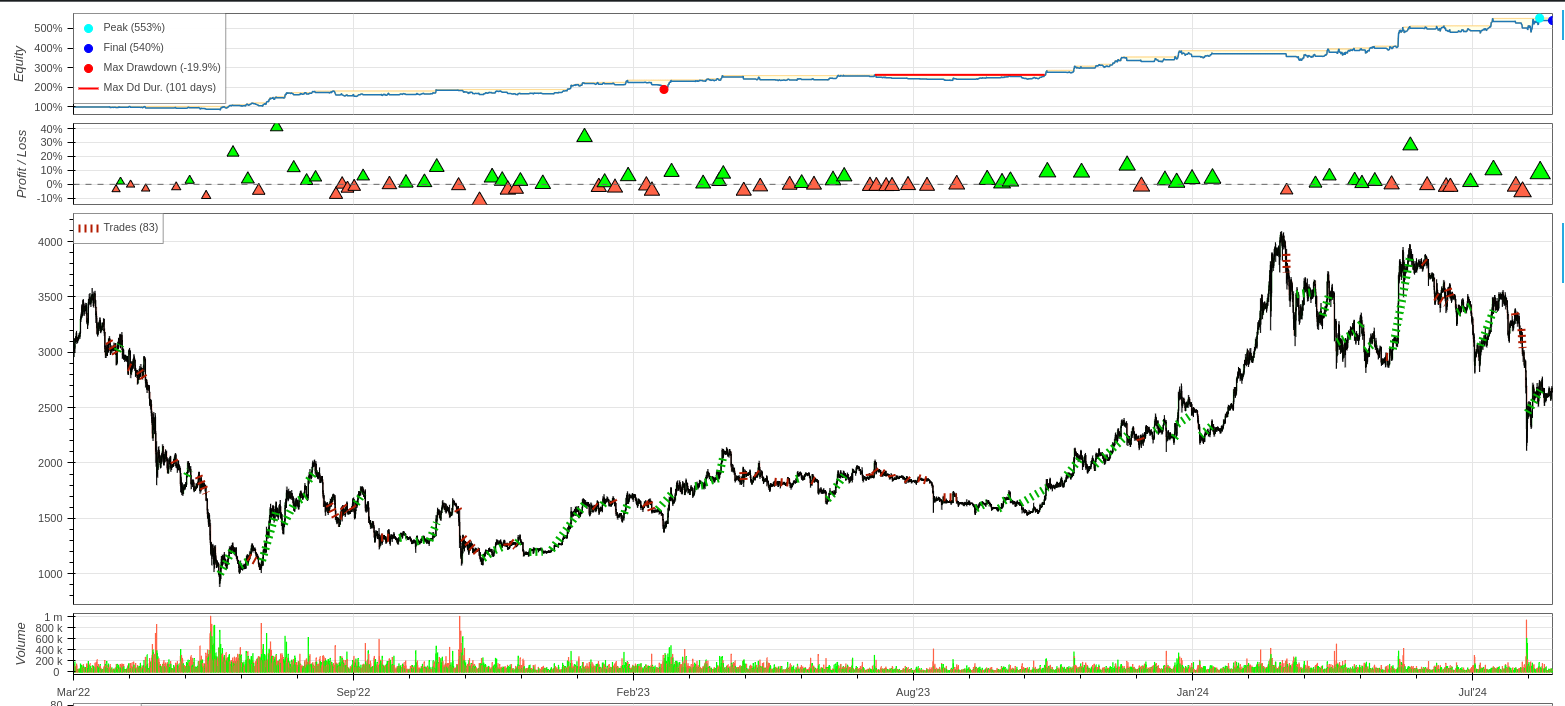 Equity
500%
400%
300%
200%
100%
Peak (553%)
Final (540%)
Max Drawdown (-19.9%)
Max Dd Dur. (101 days)
Profit / Loss
40%
30%
20%
10%
0%
-10%
Trades (83)
4000
3500
3000
2500
2000
1500
1000
Volume
1 m
800 k
600 k
400 k
200 k
0
Mar'22 Sep'22 Feb'23 Aug'23 Jan'24 Jul'24
80